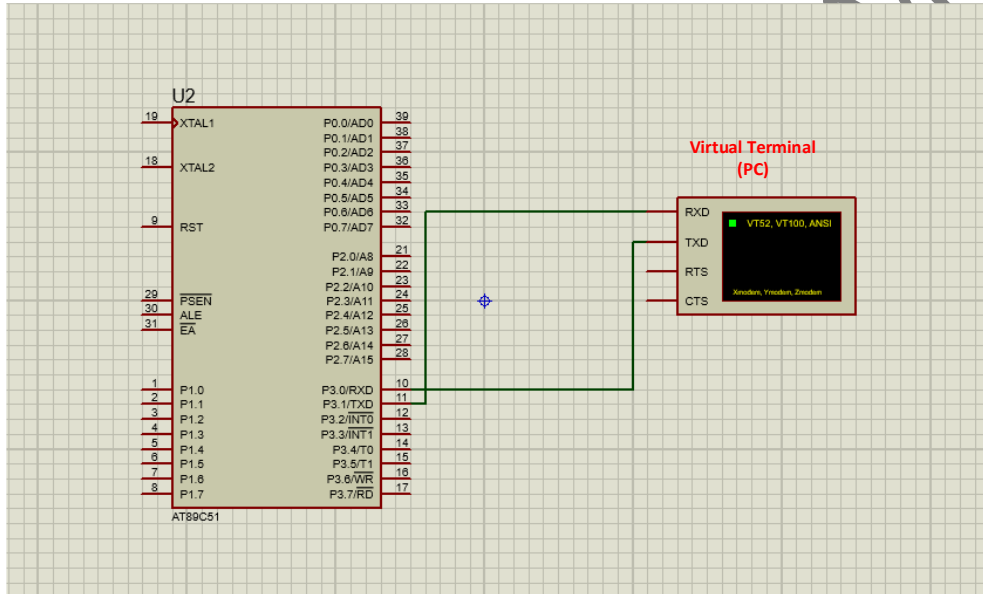 U2
19 XTAL1
18 XTAL2
9 RST
29 PSEN
30 ALE
31 EA
1 P1.0
2 P1.1
3 P1.2
4 P1.3
5 P1.4
6 P1.5
7 P1.6
8 P1.7
P0.0/AD0 39
P0.1/AD1 38
P0.2/AD2 37
P0.3/AD3 36
P0.4/AD4 35
P0.5/AD5 34
P0.6/AD6 33
P0.7/AD7 32
P2.0/A8 21
P2.1/A9 22
P2.2/A10 23
P2.3/A11 24
P2.4/A12 25
P2.5/A13 26
P2.6/A14 27
P2.7/A15 28
P3.0/RXD 10
P3.1/TXD 11
P3.2/INT0 12
P3.3/INT1 13
P3.4/T0 14
P3.5/T1 15
P3.6/WR 16
P3.7/RD 17
AT89C51
Virtual Terminal
(PC)
RXD
TXD
RTS
CTS
VT52, VT100, ANSI
Xmodem, Ymodem, Zmodem